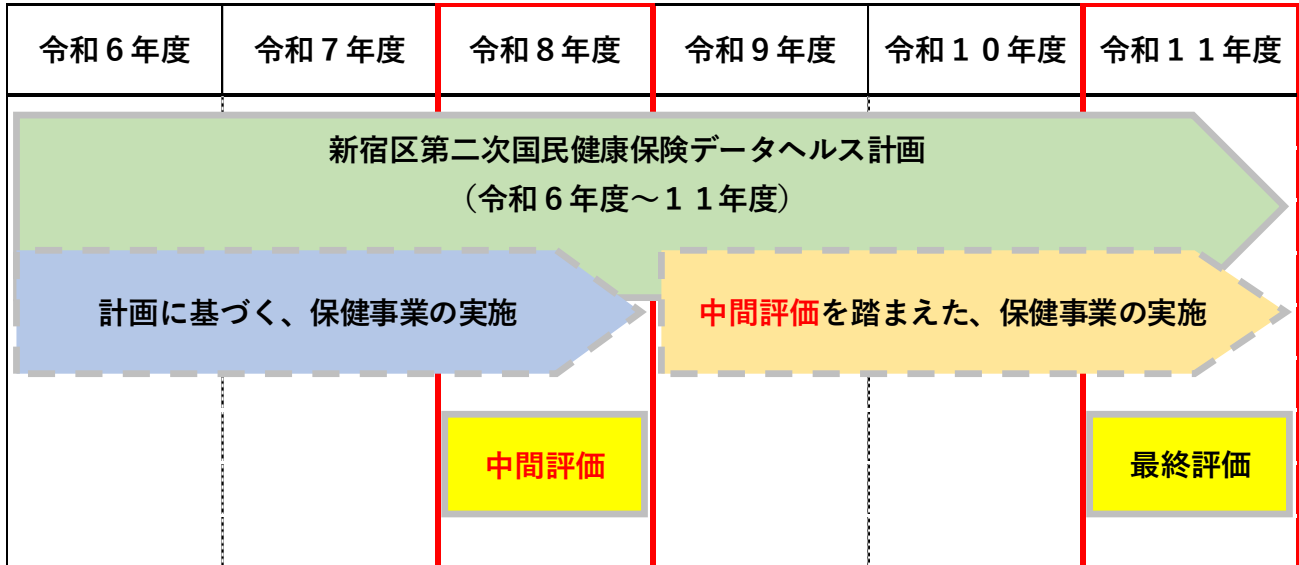 令和６年度 令和７年度 令和８年度 令和９年度 令和１０年度 令和１１年度
新宿区第二次国民健康保険データヘルス計画
（令和６年度～１１年度）
計画に基づく、保健事業の実施 中間評価を踏まえた、保健事業の実施
中間評価 最終評価